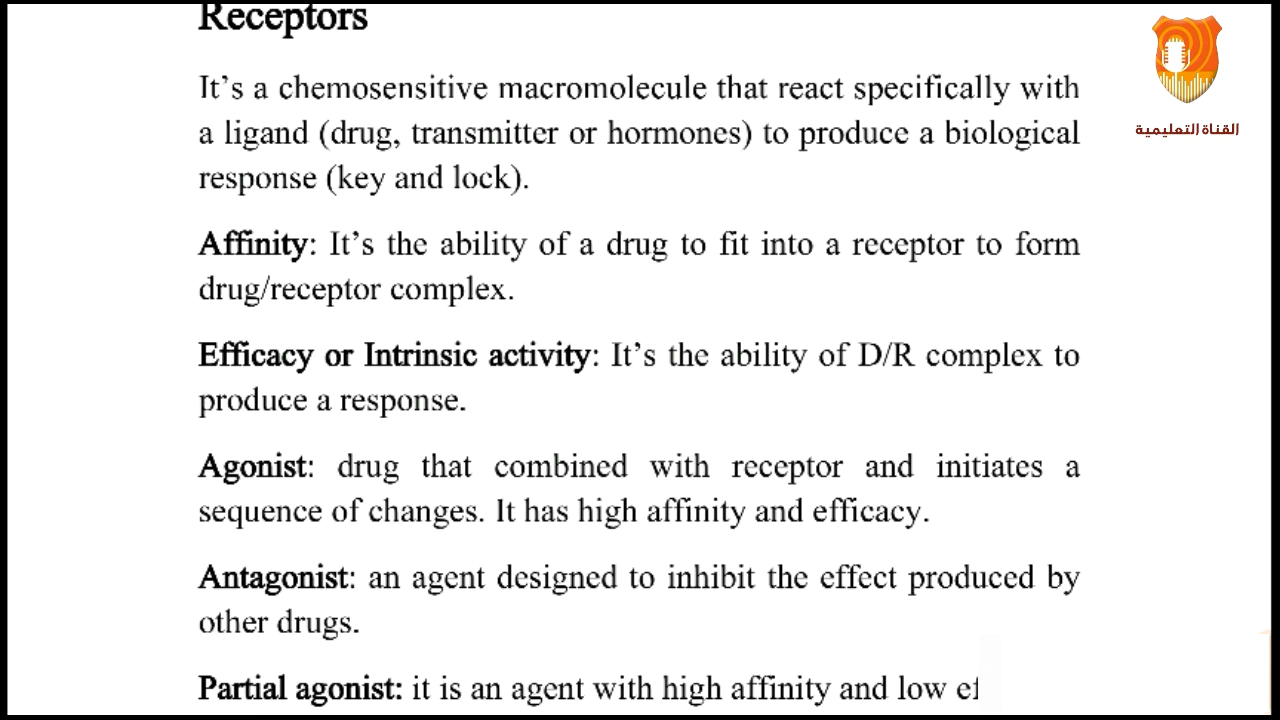 Receptors
It's a chemosensitive macromolecule that react specifically with
a ligand (drug, transmitter or hormones) to produce a biological
response (key and lock).
Affinity: It's the ability of a drug to fit into a receptor to form
drug/receptor complex.
Efficacy or Intrinsic activity: It's the ability of D/R complex to
produce a response.
Agonist: drug that combined with receptor and initiates a
sequence of changes. It has high affinity and efficacy.
Antagonist: an agent designed to inhibit the effect produced by
other drugs.
Partial agonist: it is an agent with high affinity and low
القناة التعليمية